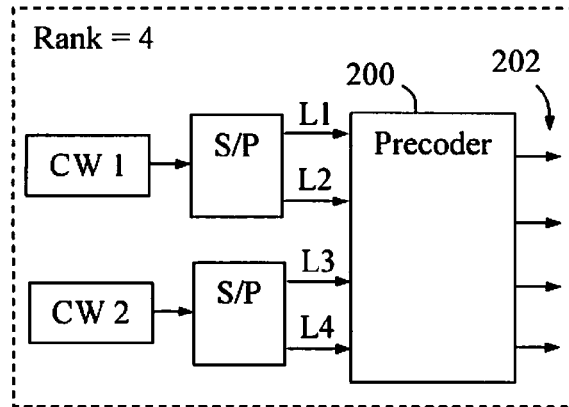 Rank = 4
200
202
L1
S/P
Precoder
CW 1
L2
L3
S/P
CW 2
L4